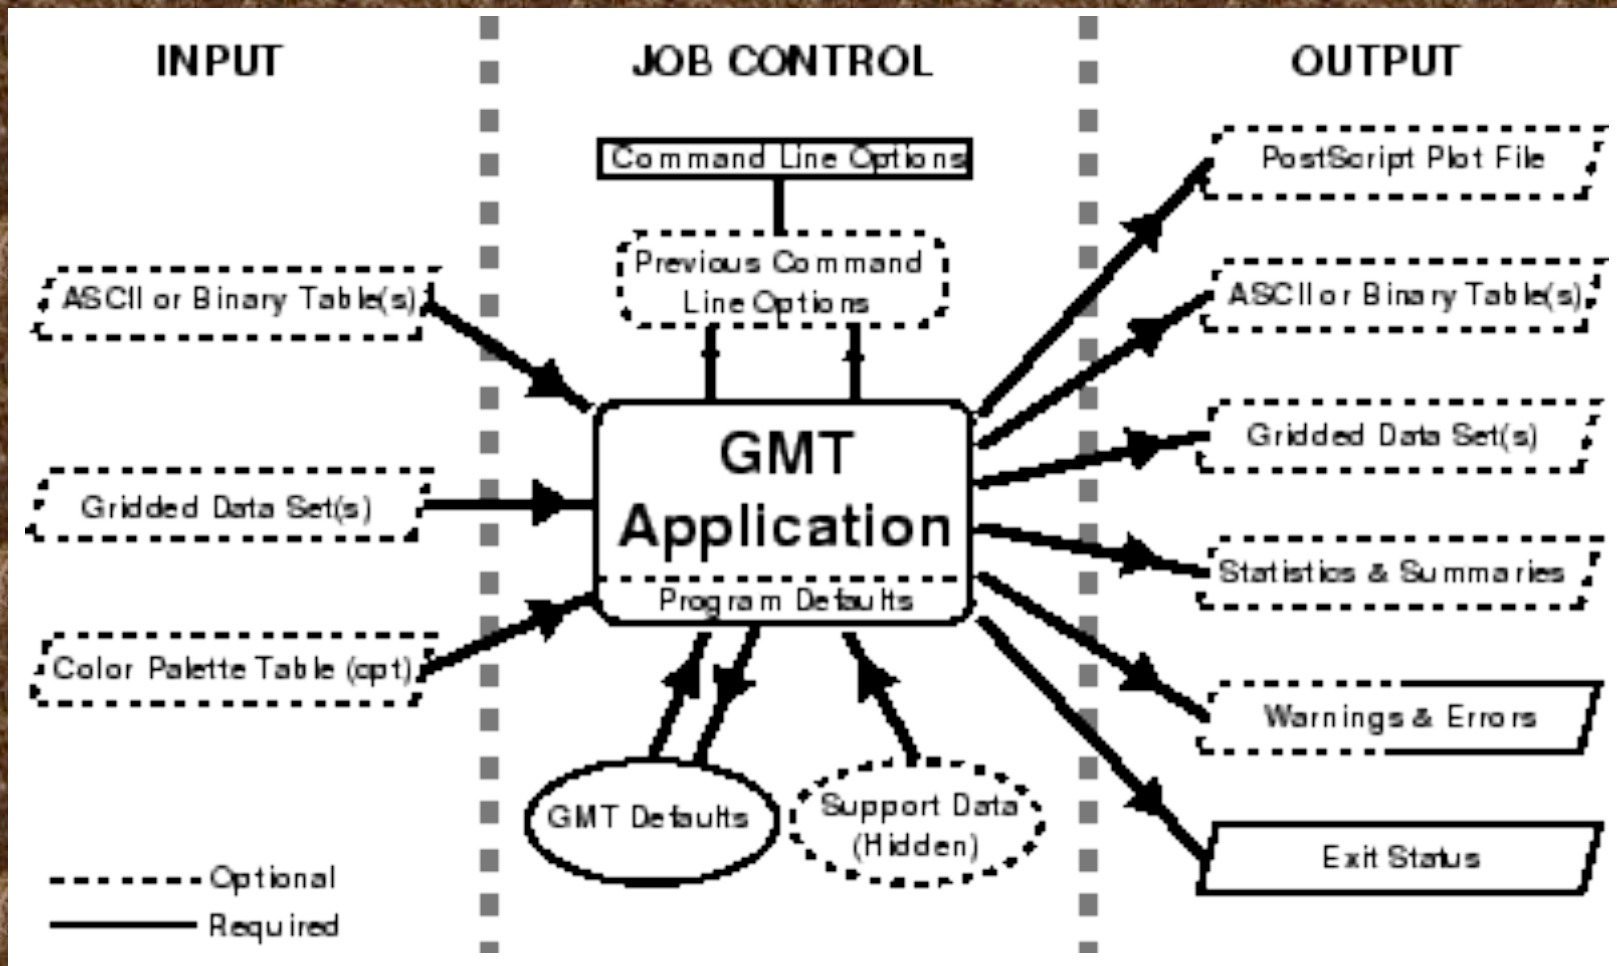 INPUT
JOB CONTROL
OUTPUT
Command Line Options
Previous Command
Line Options
ASCII or Binary Table(s)
Gridded Data Set(s)
Color Palette Table (cpt)
GMT
Application
Program Defaults
GMT Defaults
Support Data
(Hidden)
PostScript Plot File
ASCII or Binary Table(s)
Gridded Data Set(s)
Statistics & Summaries
Warnings & Errors
Exit Status
Optional
Required